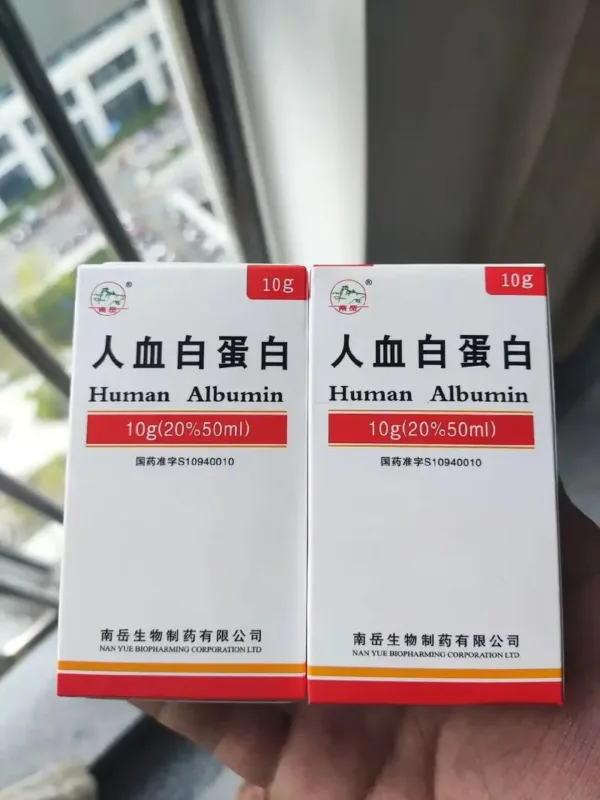 10g
®
南岳
人血白蛋白
Human Albumin
10g(20%50ml)
国药准字S10940010
南岳生物制药有限公司
NAN YUE BIOPHARMING CORPORATION LTD
10g
®
南岳
人血白蛋白
Human Albumin
10g(20%50ml)
国药准字S10940010
南岳生物制药有限公司
NAN YUE BIOPHARMING CORPORATION LTD